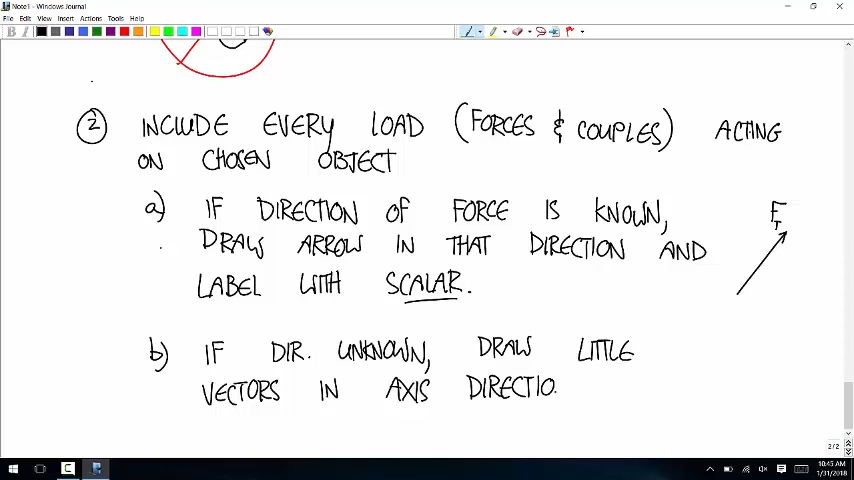 Note1 - Windows Journal
File Edit View Insert Actions Tools Help
B I
2 INCLUDE EVERY LOAD (FORCES & COUPLES) ACTING
ON CHOSEN OBJECT
a) IF DIRECTION OF FORCE IS KNOWN,
DRAW ARROW IN THAT DIRECTION AND
LABEL WITH SCALAR.
F_T
b) IF DIR. UNKNOWN, DRAW LITTLE
VECTORS IN AXIS DIRECTIO
2/2
10:45 AM
1/31/2018